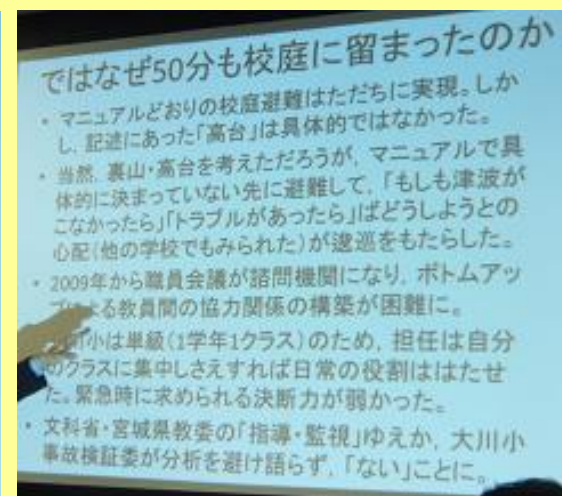 ではなぜ50分も校庭に留まったのか
・マニュアルどおりの校庭避難はただちに実現。しか
し，記述にあった「高台」は具体的ではなかった。
・当然，裏山・高台を考えただろうが，マニュアルで具
体的に決まっていない先に避難して，「もしも津波が
こなかったら」「トラブルがあったら」ばどうしようとの
心配（他の学校でもみられた）が逡巡をもたらした。
・2009年から職員会議が諮問機関になり，ボトムアッ
よる教員間の協力関係の構築が困難に。
小は単級（1学年1クラス）のため，担任は自分
のクラスに集中しさえすれば日常の役割ははたせ
た。緊急時に求められる決断力が弱かった。
・文科省・宮城県教委の「指導・監視」ゆえか，大川小
事故検証委が分析を避け語らず，「ない」ことに。